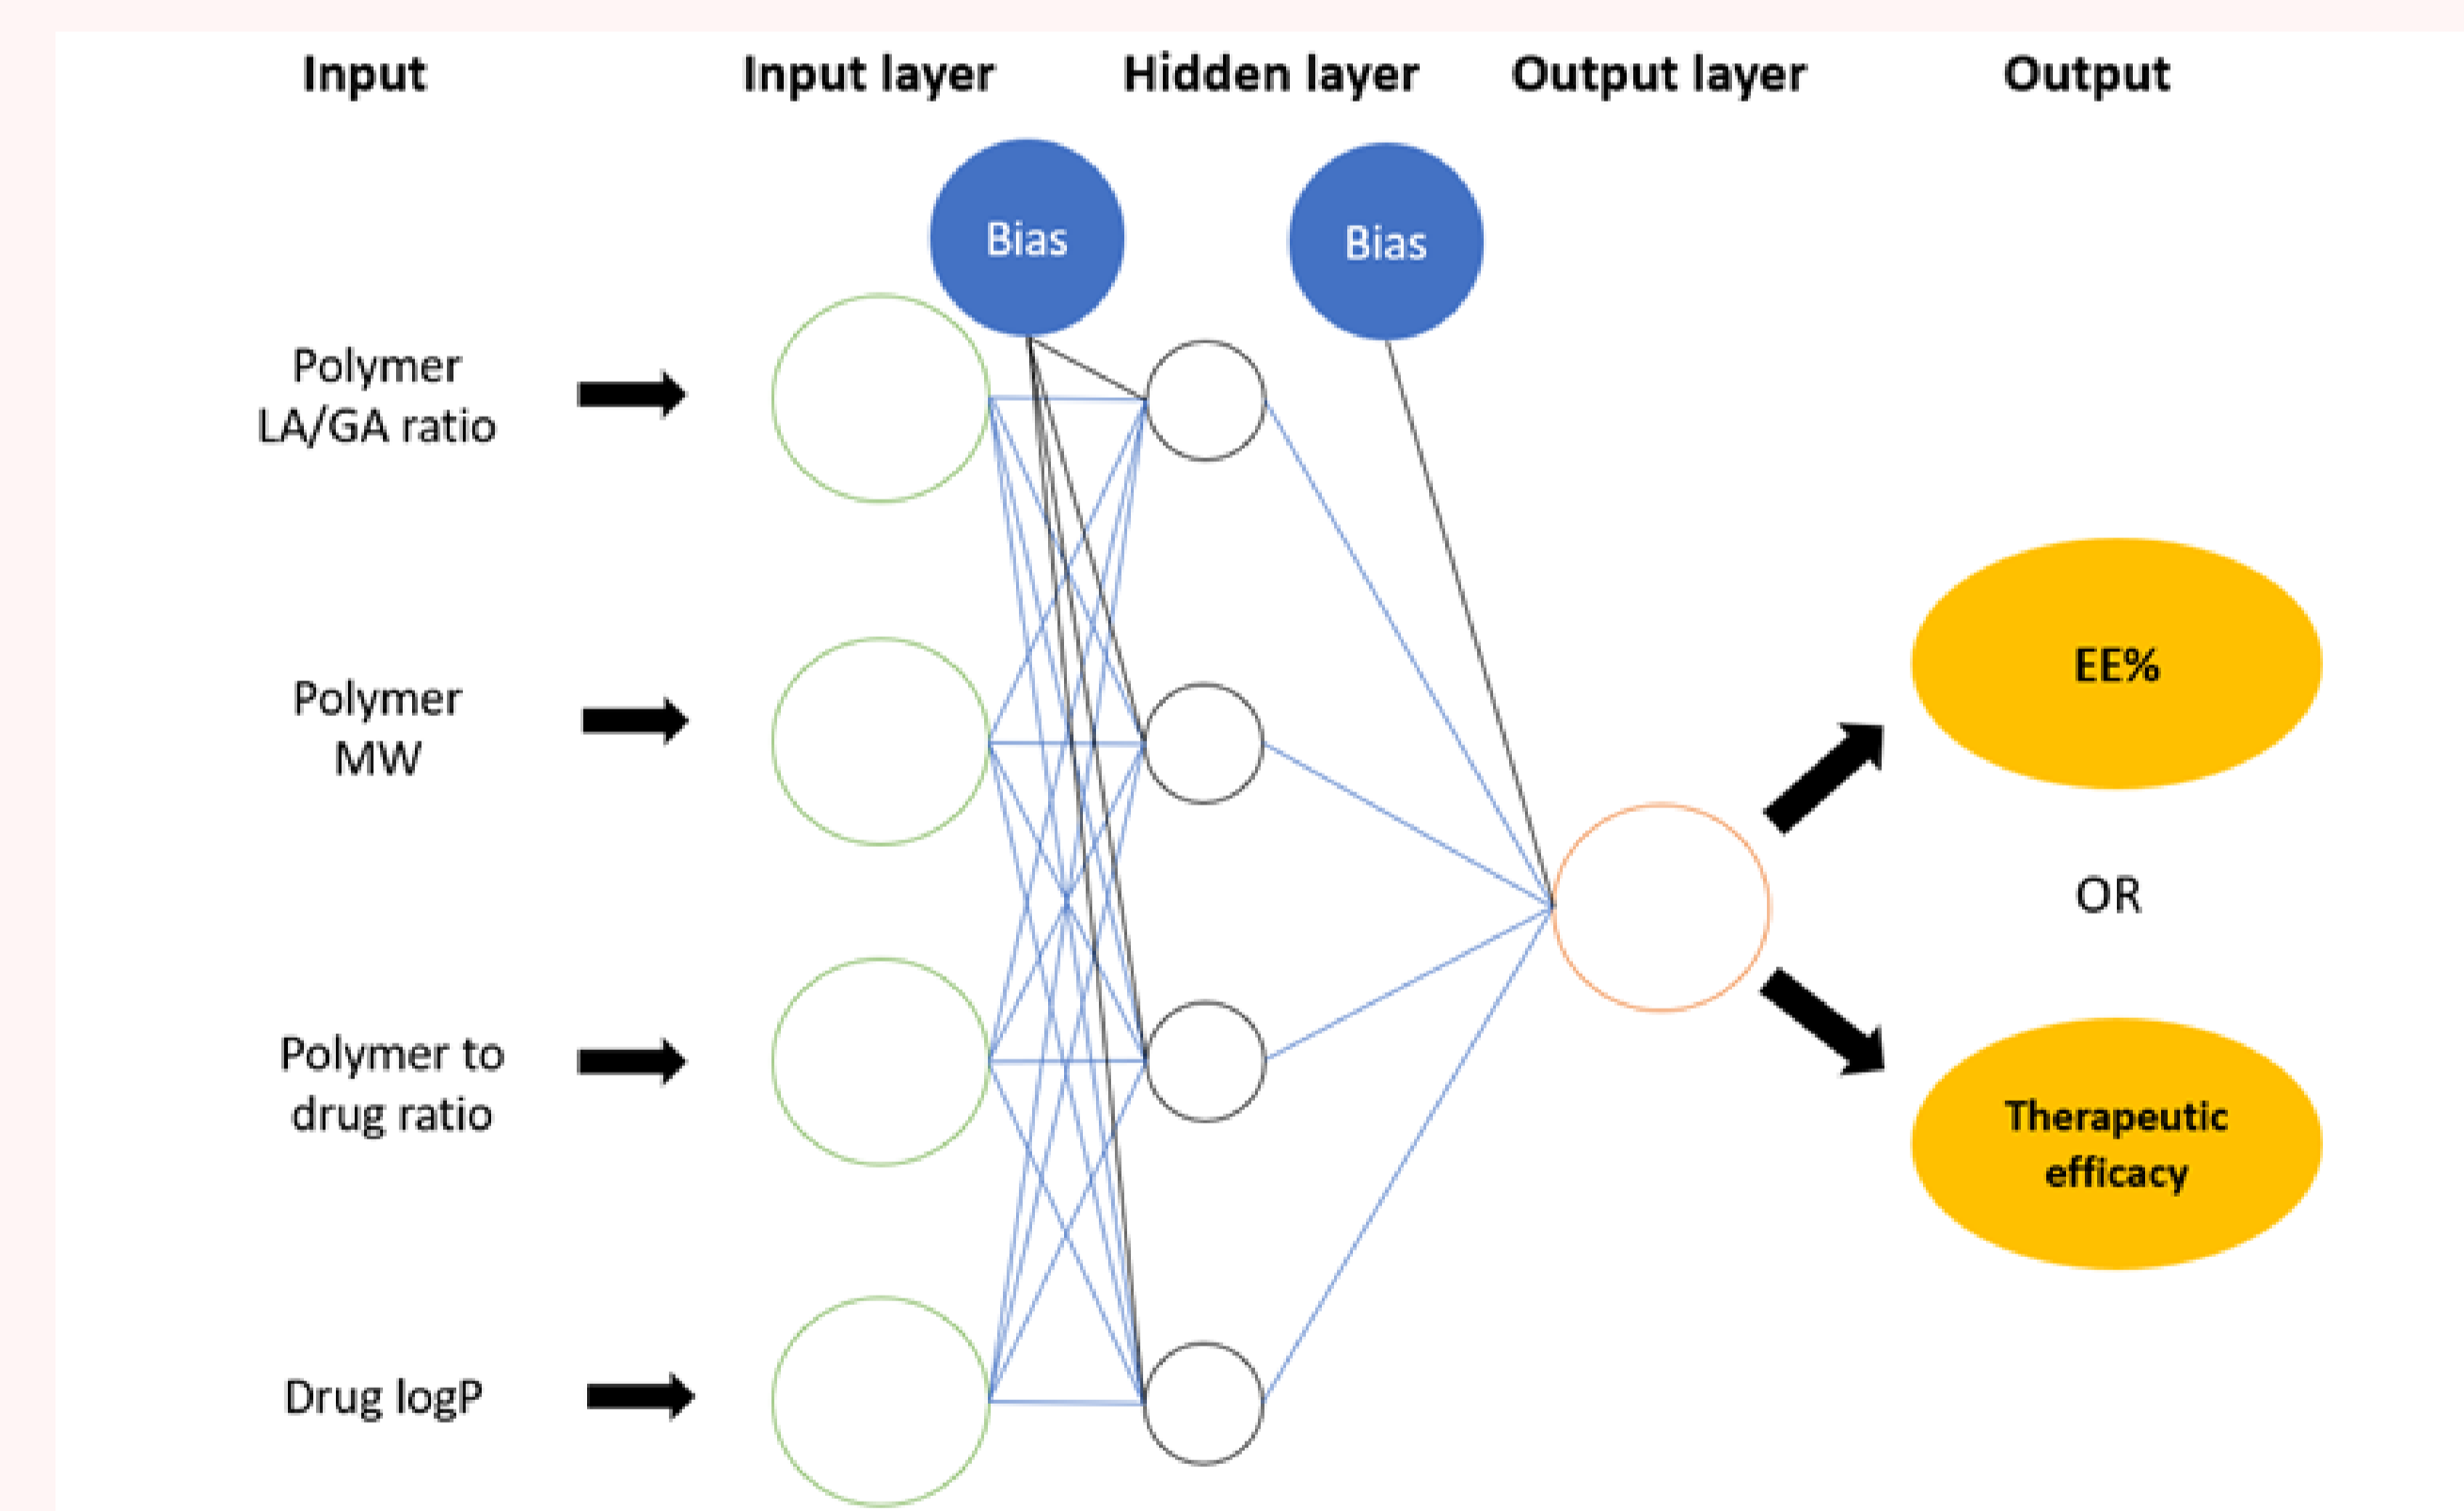 Input
Input layer
Hidden layer
Output layer
Output
Bias
Bias
Polymer
LA/GA ratio
Polymer
MW
Polymer to
drug ratio
Drug logP
EE%
OR
Therapeutic
efficacy